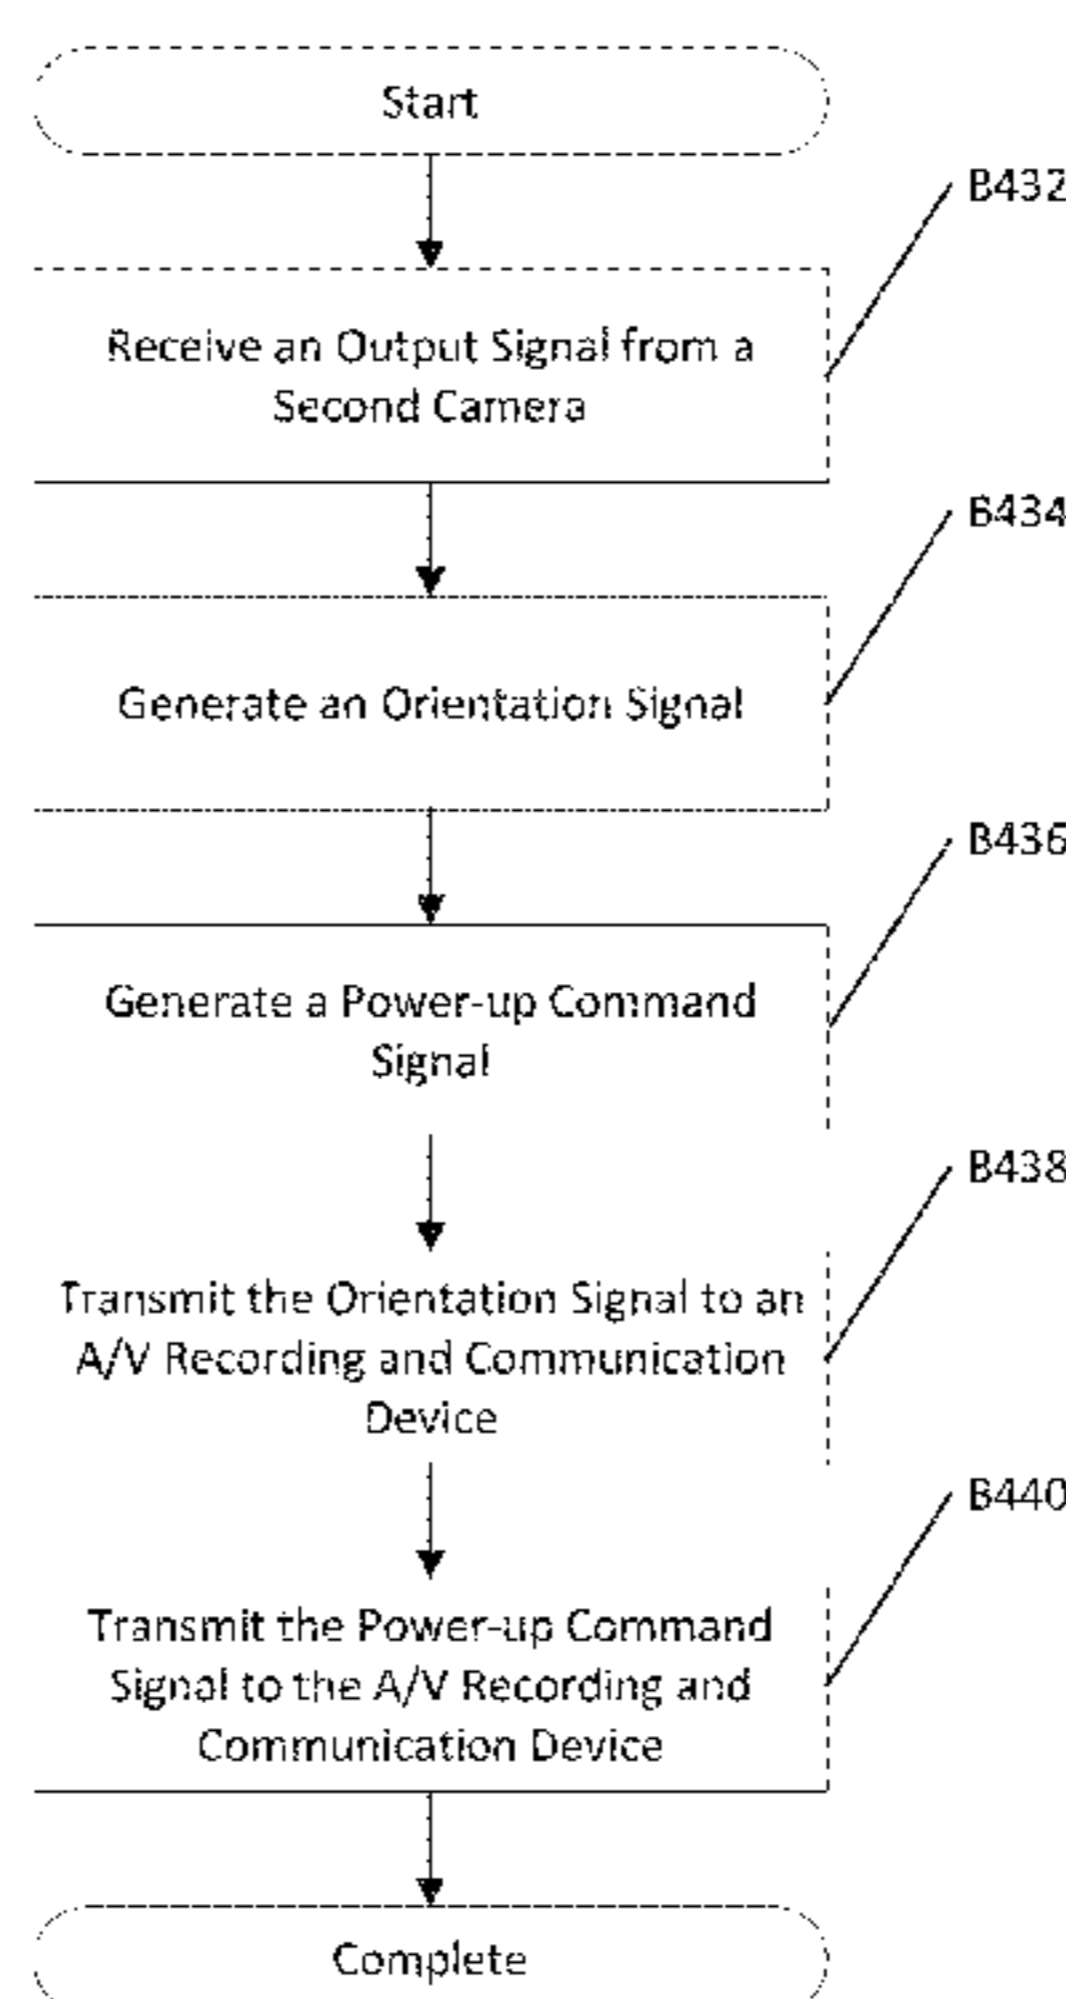 Start
B432
Receive an Output Signal from a
Second Camera
B434
Generate an Orientation Signal
B436
Generate a Power-up Command
Signal
B438
Transmit the Orientation Signal to an
A/V Recording and Communication
Device
B440
Transmit the Power-up Command
Signal to the A/V Recording and
Communication Device
Complete